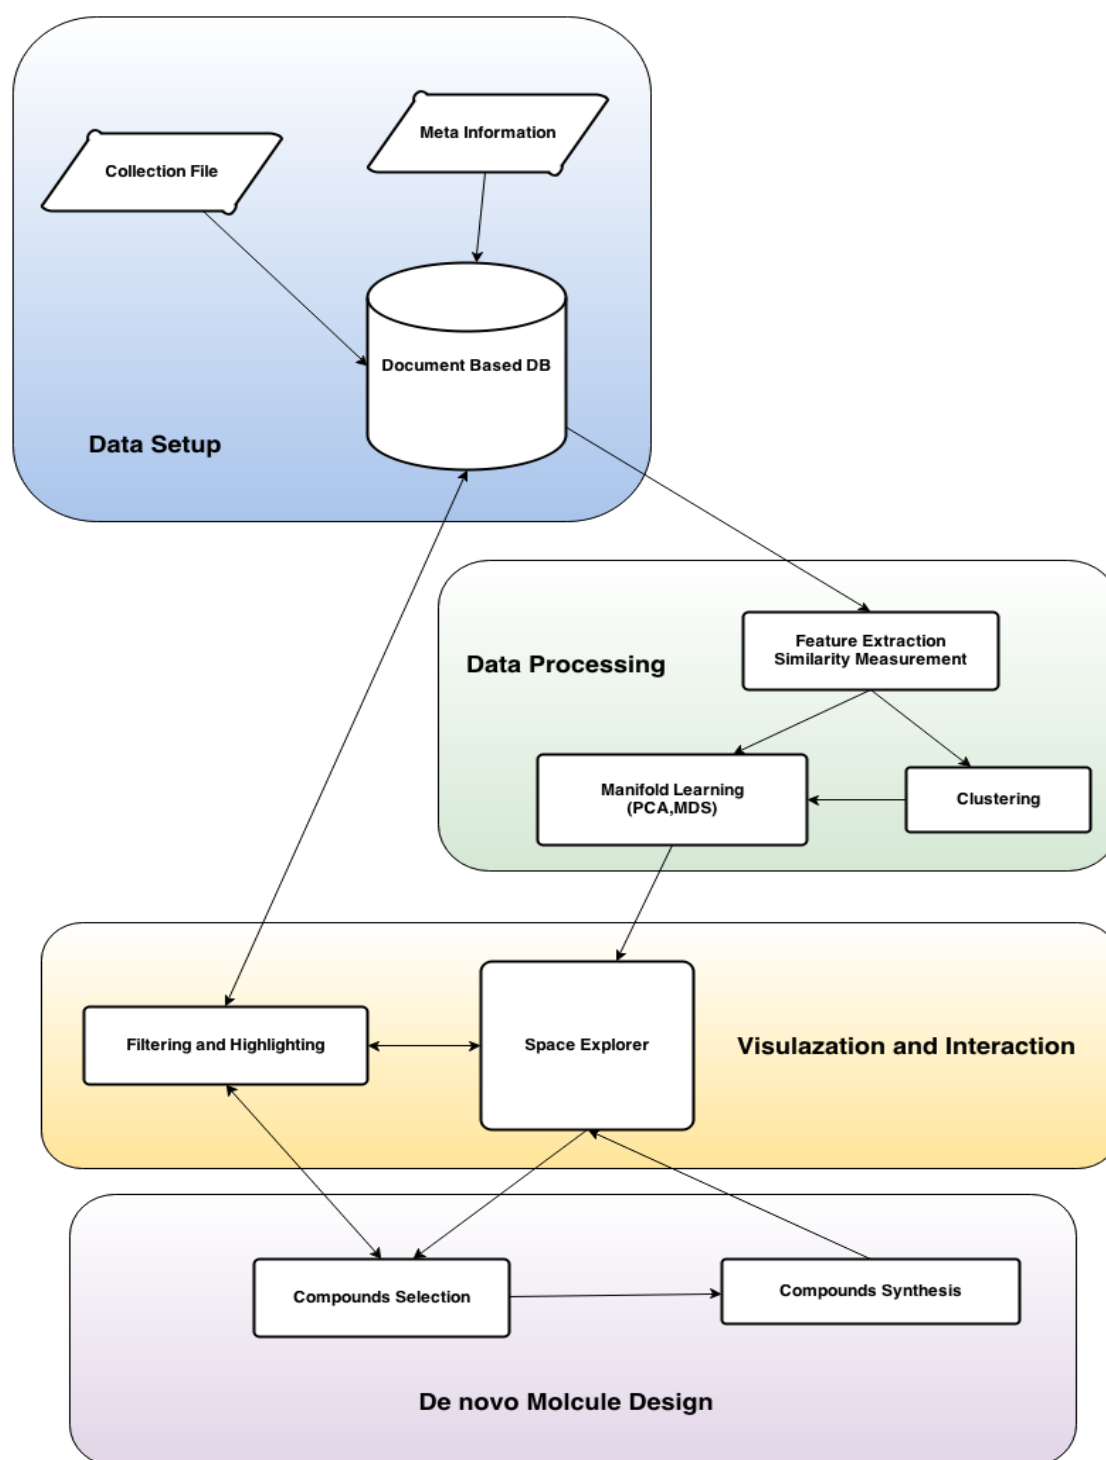 Meta Information
Collection File
Document Based DB
Data Setup
Feature Extraction
Similarity Measurement
Data Processing
Manifold Learning
(PCA,MDS)
Clustering
Filtering and Highlighting
Space Explorer
Visulazation and Interaction
Compounds Selection
Compounds Synthesis
De novo Molcule Design